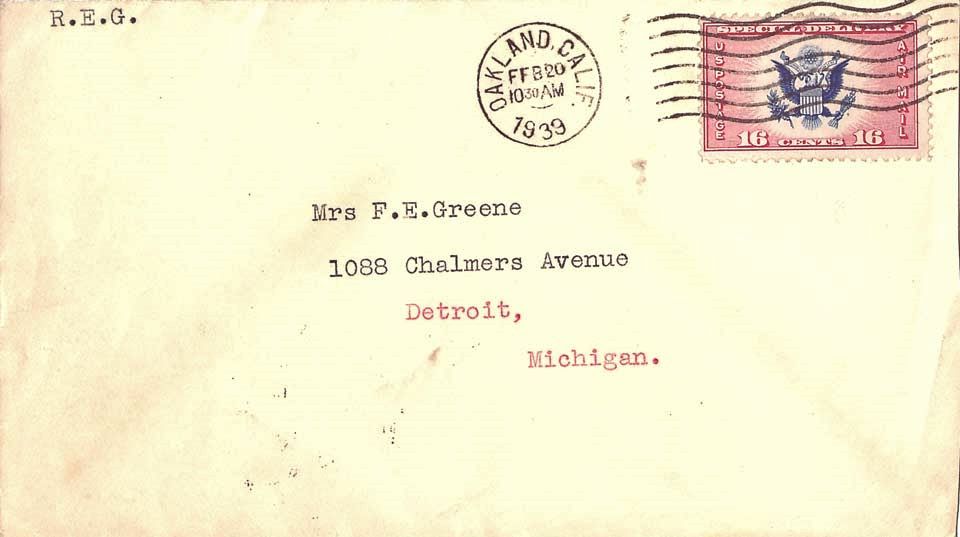 R.E.G.
OAKLAND, CALIF.
FEB 20
10 30 AM
1939
SPECIAL DELIVERY
US POSTAGE
AIR MAIL
16 CENTS 16
Mrs F.E.Greene
1088 Chalmers Avenue
Detroit,
Michigan.